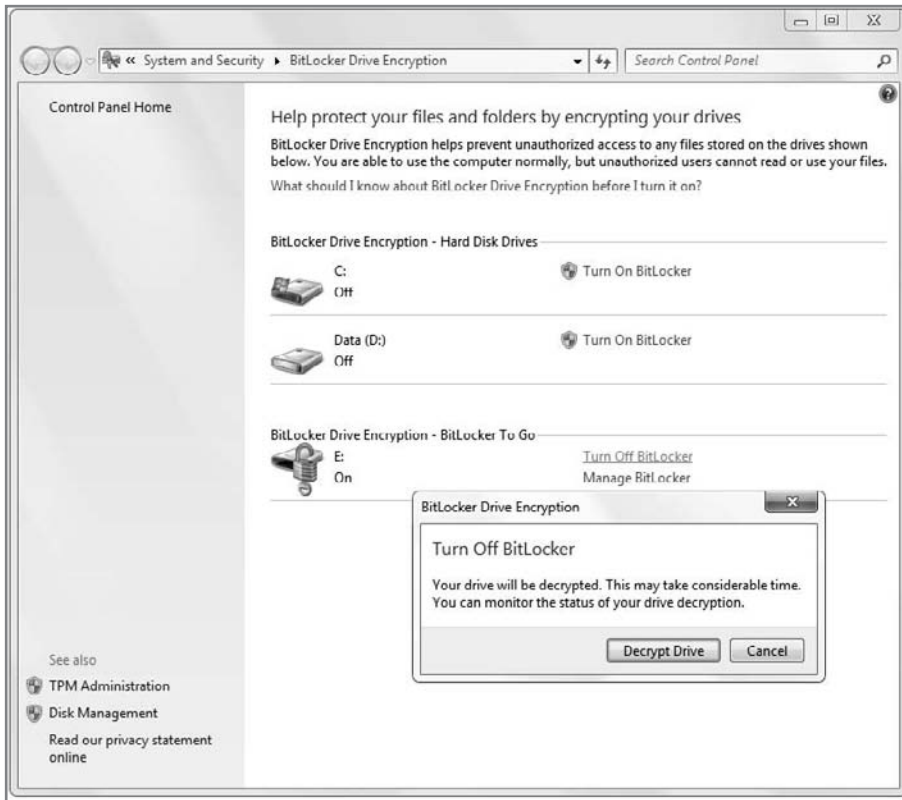 « System and Security ▸ BitLocker Drive Encryption
Search Control Panel
Control Panel Home
Help protect your files and folders by encrypting your drives
BitLocker Drive Encryption helps prevent unauthorized access to any files stored on the drives shown
below. You are able to use the computer normally, but unauthorized users cannot read or use your files.
What should I know about BitLocker Drive Encryption before I turn it on?
BitLocker Drive Encryption - Hard Disk Drives
C:
Off
Turn On BitLocker
Data (D:)
Off
Turn On BitLocker
BitLocker Drive Encryption - BitLocker To Go
E:
On
Turn Off BitLocker
Manage BitLocker
BitLocker Drive Encryption
Turn Off BitLocker
Your drive will be decrypted. This may take considerable time.
You can monitor the status of your drive decryption.
Decrypt Drive
Cancel
See also
TPM Administration
Disk Management
Read our privacy statement
online